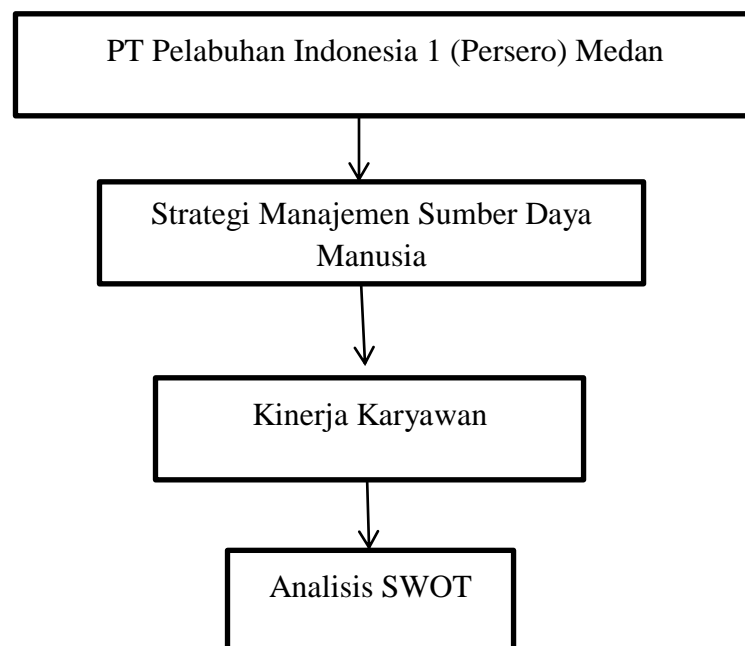 PT Pelabuhan Indonesia 1 (Persero) Medan
Strategi Manajemen Sumber Daya
Manusia
Kinerja Karyawan
Analisis SWOT